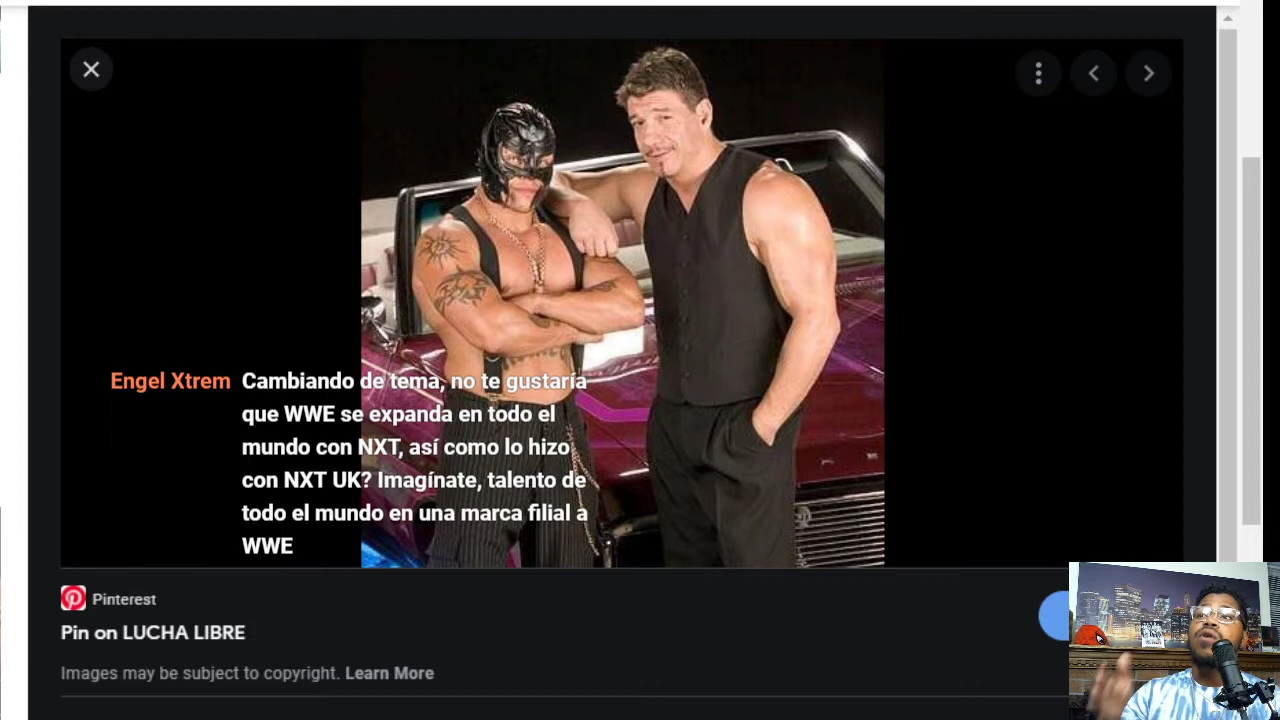 Engel Xtrem Cambiando de tema, no te gustaría
que WWE se expanda en todo el
mundo con NXT, así como lo hizo
con NXT UK? Imagínate, talento de
todo el mundo en una marca filial a
WWE
Pinterest
Pin on LUCHA LIBRE
Images may be subject to copyright. Learn More